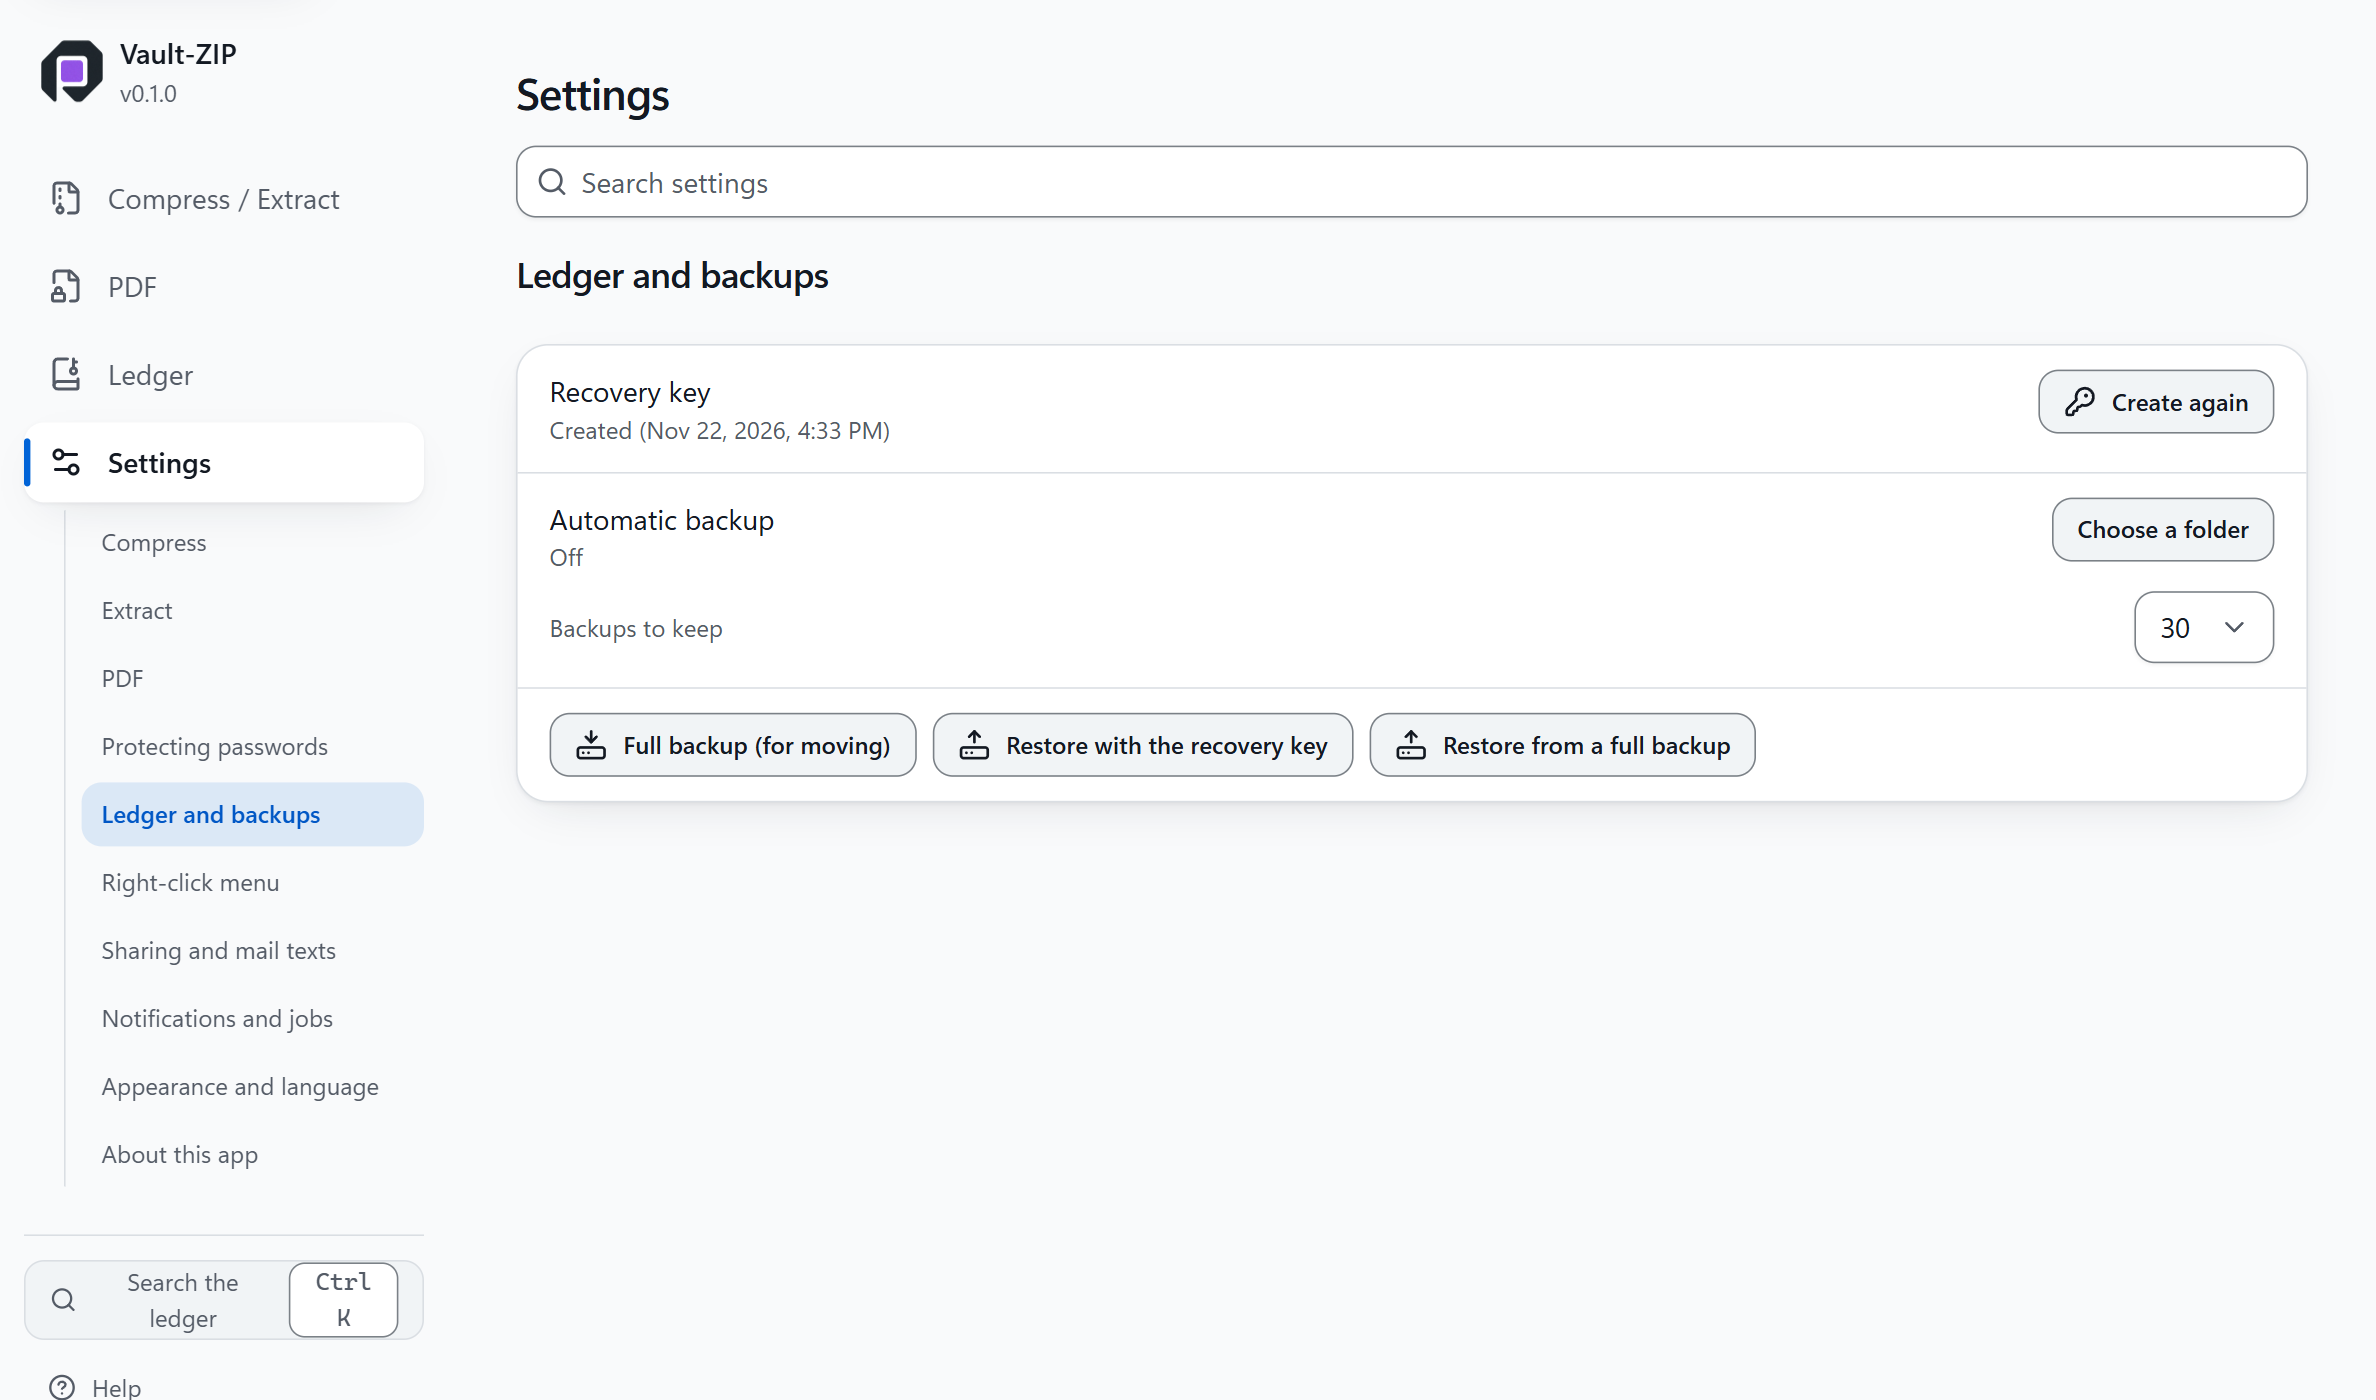 Vault-ZIP
v0.1.0
Compress / Extract
PDF
Ledger
Settings
Compress
Extract
PDF
Protecting passwords
Ledger and backups
Right-click menu
Sharing and mail texts
Notifications and jobs
Appearance and language
About this app
Search the
ledger
Ctrl
K
Help
Settings
Search settings
Ledger and backups
Recovery key
Created (Nov 22, 2026, 4:33 PM)
Create again
Automatic backup
Off
Choose a folder
Backups to keep
30
Full backup (for moving)
Restore with the recovery key
Restore from a full backup